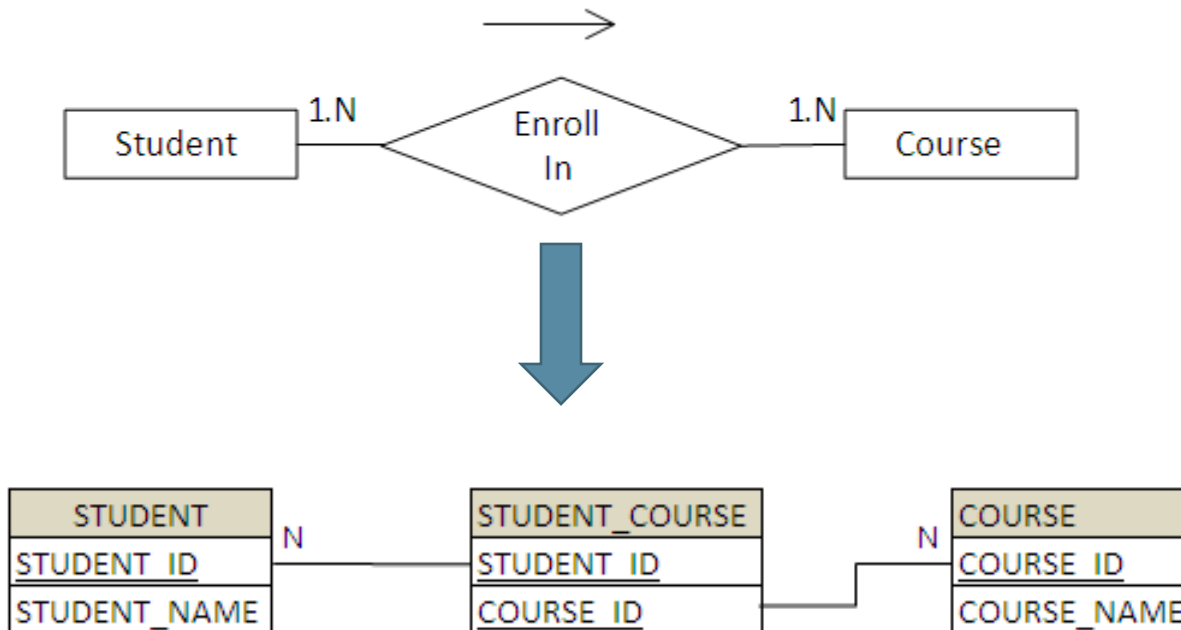 1.N
1.N
Student
Enroll
In
Course
STUDENT
STUDENT_COURSE
COURSE
N
N
STUDENT_ID
STUDENT_ID
COURSE_ID
STUDENT_NAME
COURSE_ID
COURSE_NAME